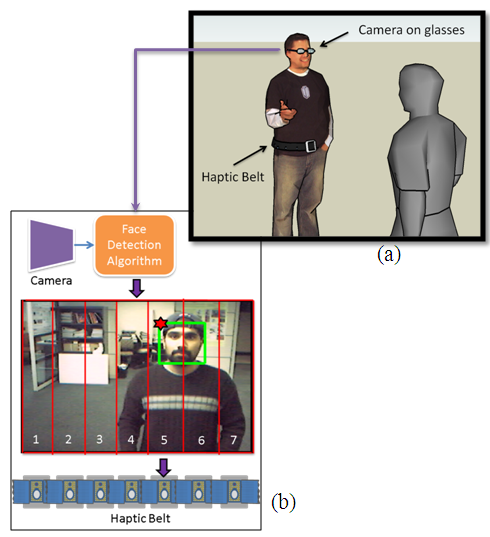 Camera on glasses
Haptic Belt
(a)
Face
Detection
Algorithm
Camera
1 2 3 4 5 6 7
Haptic Belt
(b)